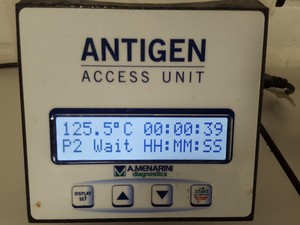 ANTIGEN
ACCESS UNIT
125.5°C 00:00:39
P2 Wait HH:MM:SS
A.MENARINI
diagnostics
DISPLAY
SET